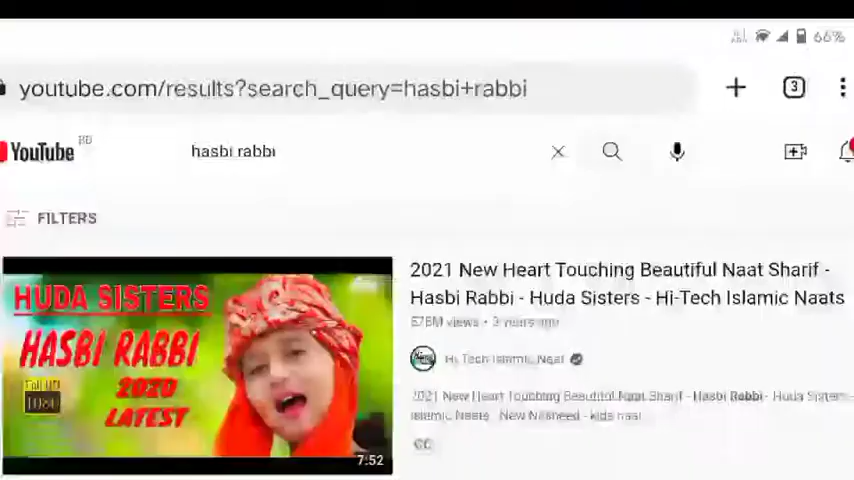 66%
youtube.com/results?search_query=hasbi+rabbi
3
YouTube
hasbi rabbi
FILTERS
HUDA SISTERS
HASBI RABBI
Full HD
1080
2020
LATEST
7:52
2021 New Heart Touching Beautiful Naat Sharif -
Hasbi Rabbi - Huda Sisters - Hi-Tech Islamic Naats
views • 3 years ago
Hi-Tech Islamic Naat
2021 New Heart Touching Beautiful Naat Sharif - Hasbi Rabbi - Huda Sisters -
Islamic Naats New Nasheed - kids naat
CC